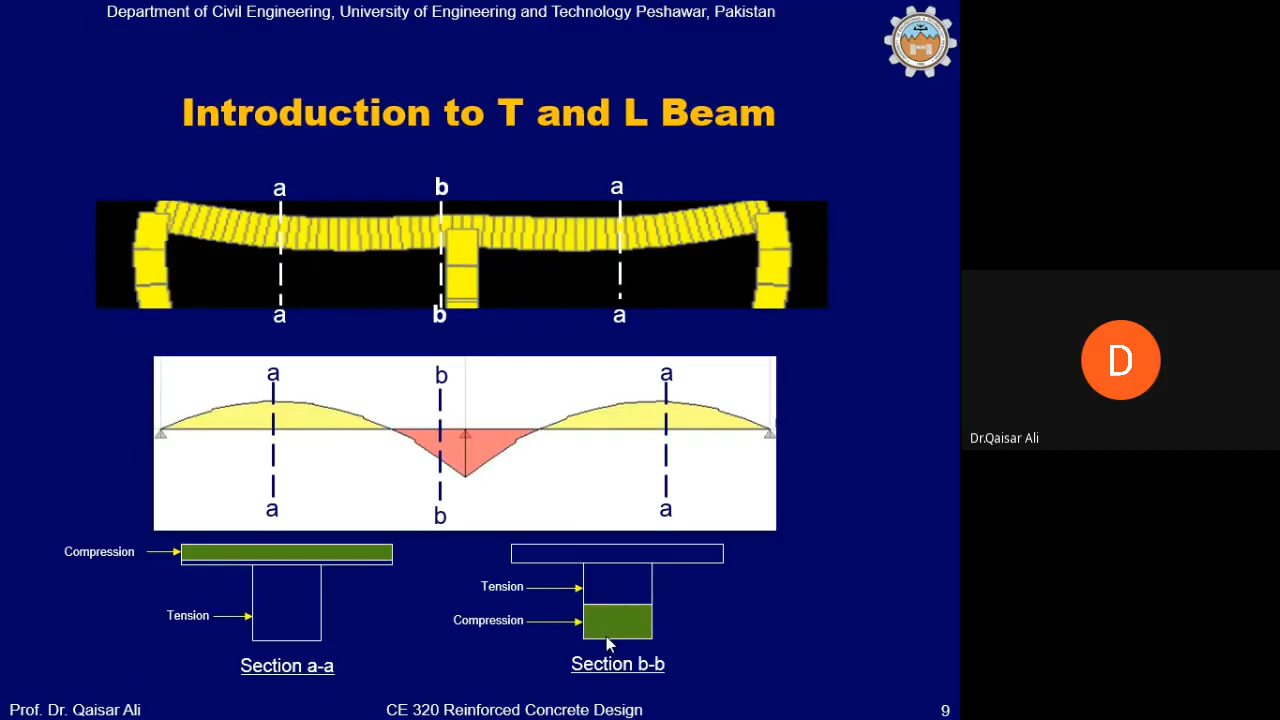 Department of Civil Engineering, University of Engineering and Technology Peshawar, Pakistan
Introduction to T and L Beam
a b a
a b a
a b a
a b a
Compression
Tension
Section a-a
Tension
Compression
Section b-b
Prof. Dr. Qaisar Ali CE 320 Reinforced Concrete Design 9
D
Dr.Qaisar Ali